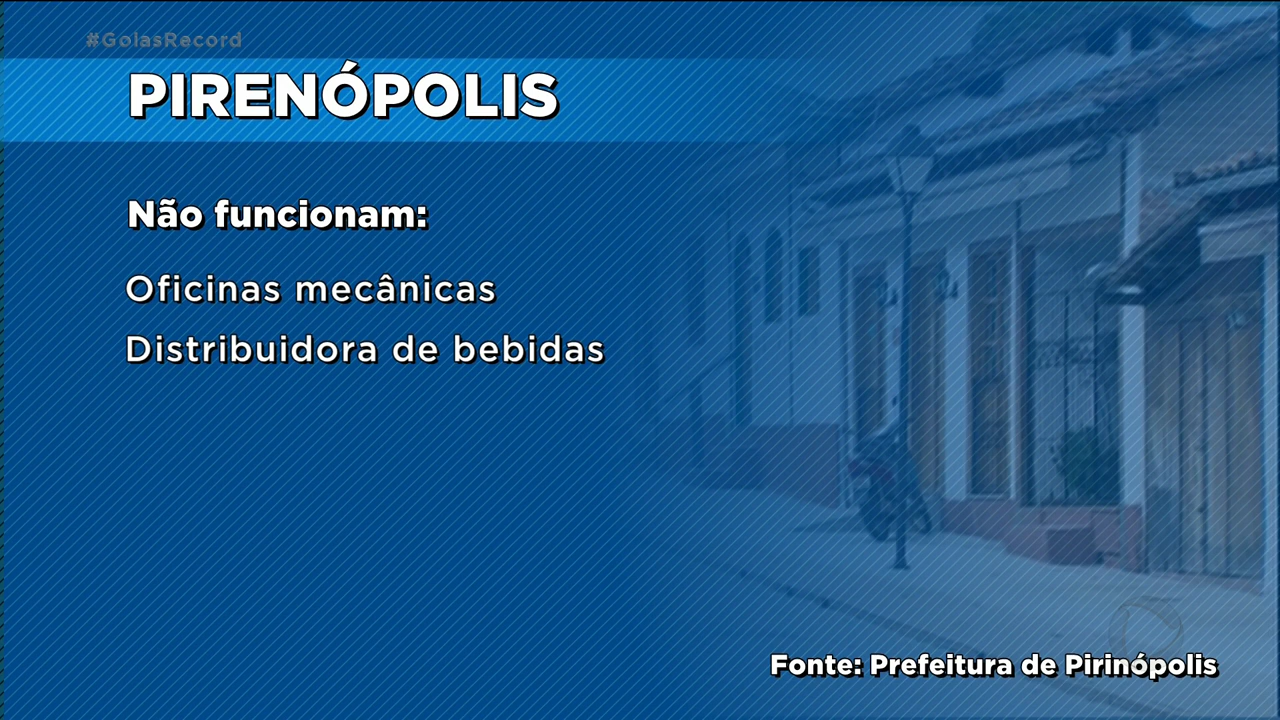 #GoiasRecord
PIRENÓPOLIS
Não funcionam:
Oficinas mecânicas
Distribuidora de bebidas
Fonte: Prefeitura de Pirinópolis